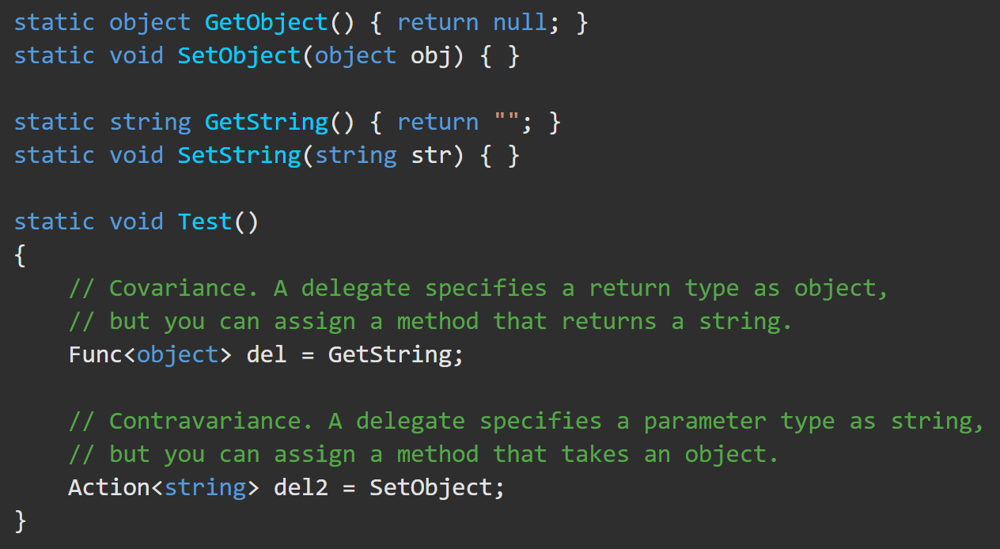 static object GetObject() { return null; }
static void SetObject(object obj) { }

static string GetString() { return ""; }
static void SetString(string str) { }

static void Test()
{
    // Covariance. A delegate specifies a return type as object,
    // but you can assign a method that returns a string.
    Func<object> del = GetString;

    // Contravariance. A delegate specifies a parameter type as string,
    // but you can assign a method that takes an object.
    Action<string> del2 = SetObject;
}